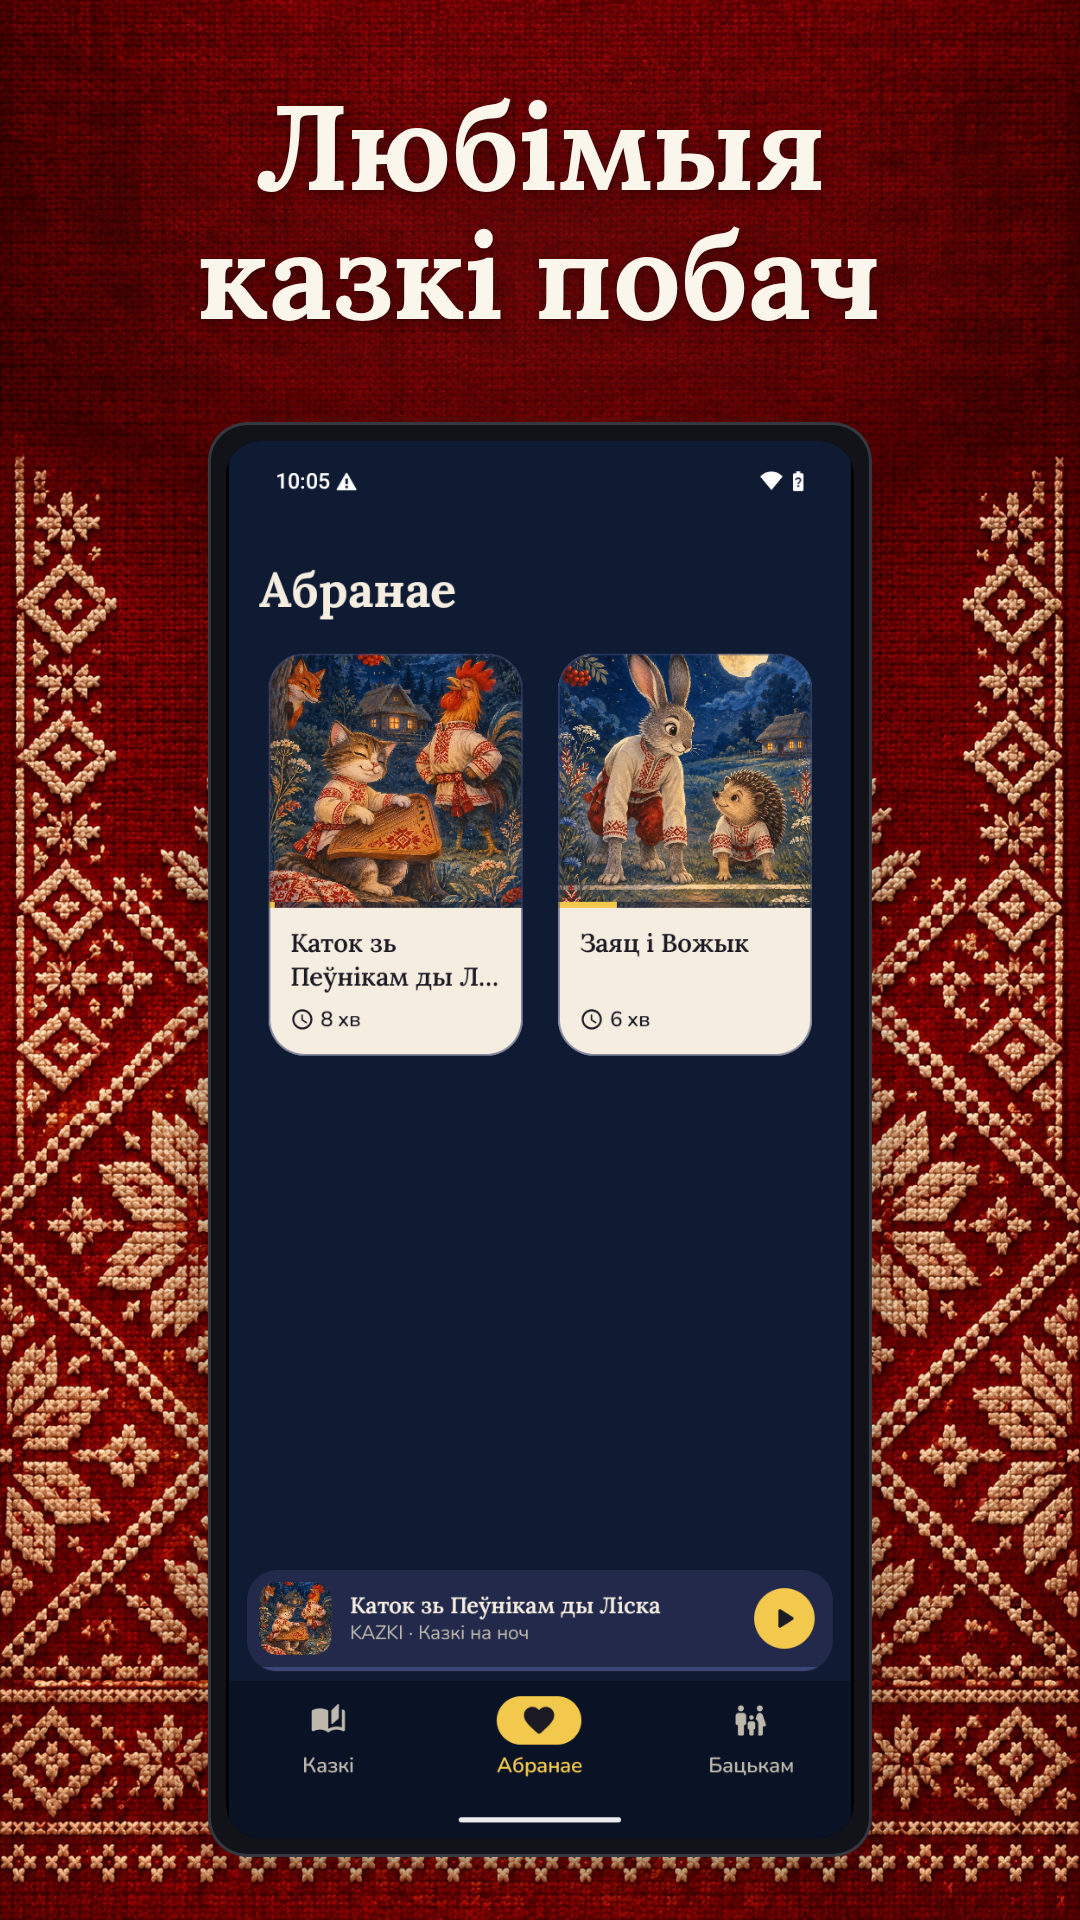 Любімыя
казкі побач
10:05
Абранае
Каток зь
Пеўнікам ды Л...
8 хв
Заяц і Вожык
6 хв
Каток зь Пеўнікам ды Ліска
KAZKI · Казкі на ноч
Казкі
Абранае
Бацькам